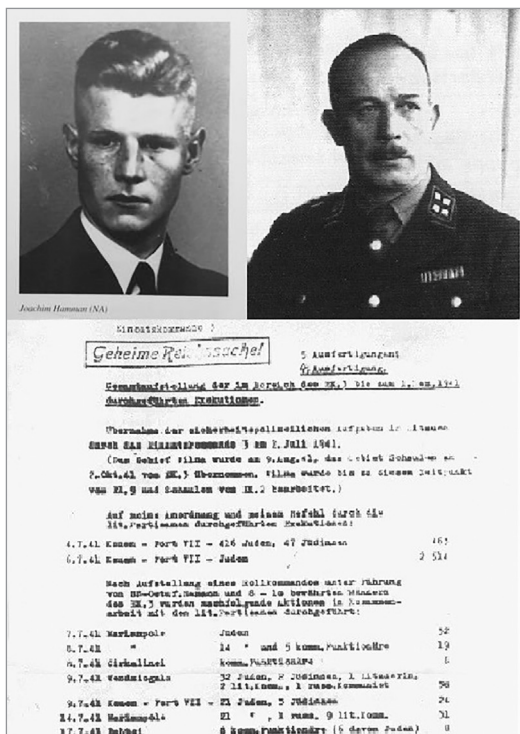 Joachim Hamman (NA)
Einsatzkommando 3
Geheime Reichssache!
5 Ausfertigungen:
4. Ausfertigung.
Gesamtaufstellung der im Bereich des EK.3 bis zum 1.Dez.1941
durchgeführten Exekutionen.
Übernahme der sicherheitspolizeilichen Aufgaben in Litauen
durch das Einsatzkommando 3 am 2. Juli 1941.
(Das Gebiet Wilna wurde am 9.Aug.41, das Gebiet Schaulen am
2.Okt.41 vom EK.3 übernommen. Wilna wurde bis zu diesem Zeitpunkt
vom EK.9 und Schaulen vom EK.2 bearbeitet.)
Auf meine Anordnung und meinen Befehl durch die
lit.Partisanen durchgeführten Exekutionen:
4.7.41 Kauen - Fort VII - 416 Juden, 47 Jüdinnen 463
6.7.41 Kauen - Fort VII - Juden 2 514
Nach Aufstellung eines Rollkommandos unter Führung
von SS-Ostuf.Hamann und 8 - 10 bewährten Männern
des EK.3 wurden nachfolgende Aktionen in Zusammen-
arbeit mit den lit.Partisanen durchgeführt:
7.7.41 Mariampole Juden 32
8.7.41 " 14 " und 5 komm.Funktionäre 19
8.7.41 Girkalinei komm.Funktionäre 6
9.7.41 Wendziogala 32 Juden, 2 Jüdinnen, 1 Litauerin,
2 lit.Komm., 1 russ.Kommunist 38
9.7.41 Kauen - Fort VII - 21 Juden, 3 Jüdinnen 24
14.7.41 Mariampole 21 " , 1 russ. 9 lit.Komm. 31
17.7.41 Babtei 8 komm.Funktionäre (6 davon Juden) 8